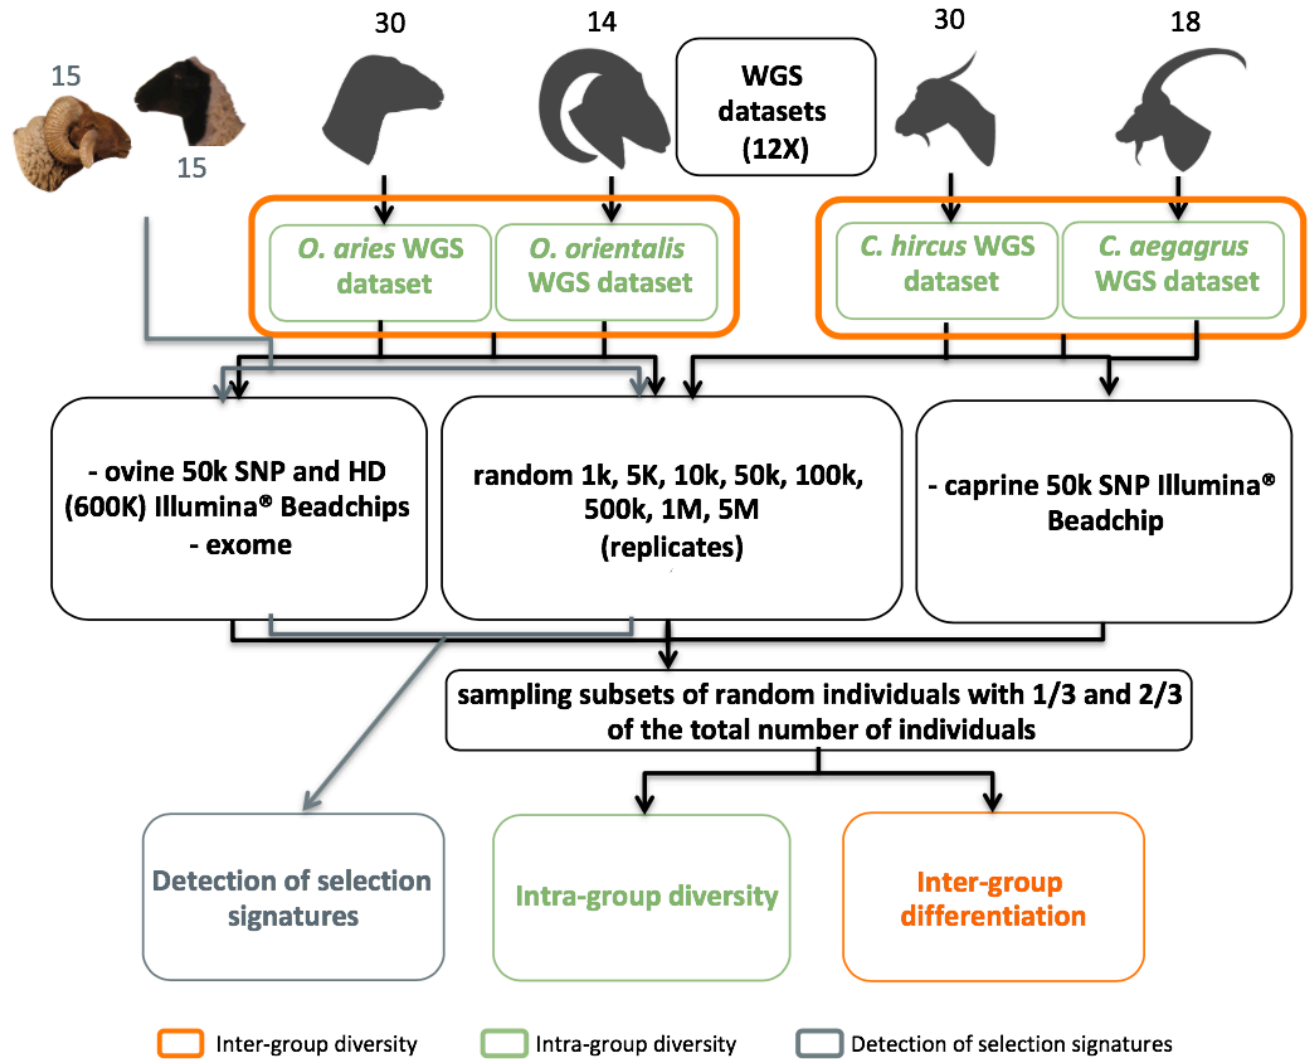 30
14
30
18
15
15
WGS
datasets
(12X)
O. aries WGS
dataset
O. orientalis
WGS dataset
C. hircus WGS
dataset
C. aegagrus
WGS dataset
- ovine 50k SNP and HD
(600K) Illumina® Beadchips
- exome
random 1k, 5K, 10k, 50k, 100k,
500k, 1M, 5M
(replicates)
- caprine 50k SNP Illumina®
Beadchip
sampling subsets of random individuals with 1/3 and 2/3
of the total number of individuals
Detection of selection
signatures
Intra-group diversity
Inter-group
differentiation
Inter-group diversity
Intra-group diversity
Detection of selection signatures